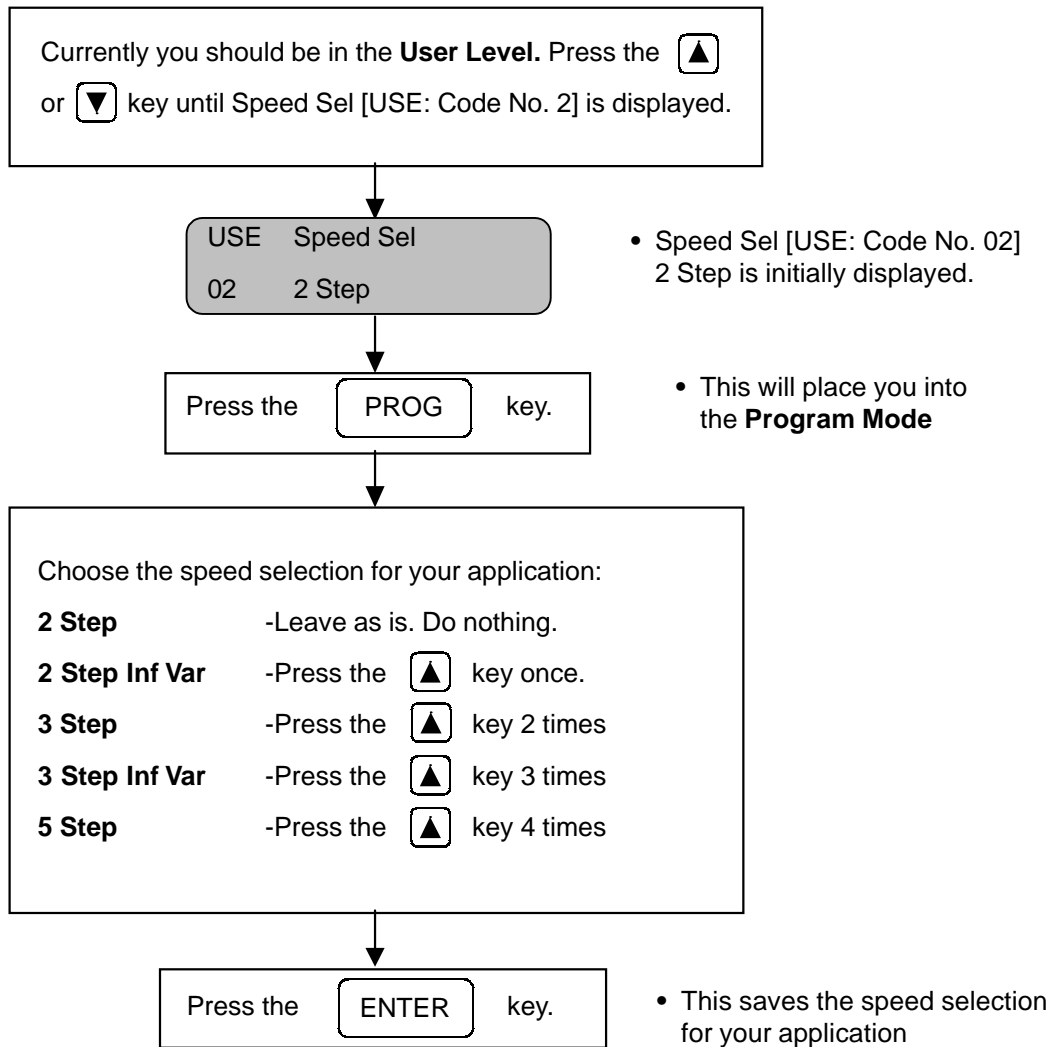 Currently you should be in the User Level. Press the ▲
or ▼ key until Speed Sel [USE: Code No. 2] is displayed.
USE Speed Sel
02 2 Step
• Speed Sel [USE: Code No. 02]
2 Step is initially displayed.
Press the PROG key.
• This will place you into
the Program Mode
Choose the speed selection for your application:
2 Step -Leave as is. Do nothing.
2 Step Inf Var -Press the ▲ key once.
3 Step -Press the ▲ key 2 times
3 Step Inf Var -Press the ▲ key 3 times
5 Step -Press the ▲ key 4 times
Press the ENTER key.
• This saves the speed selection
for your application